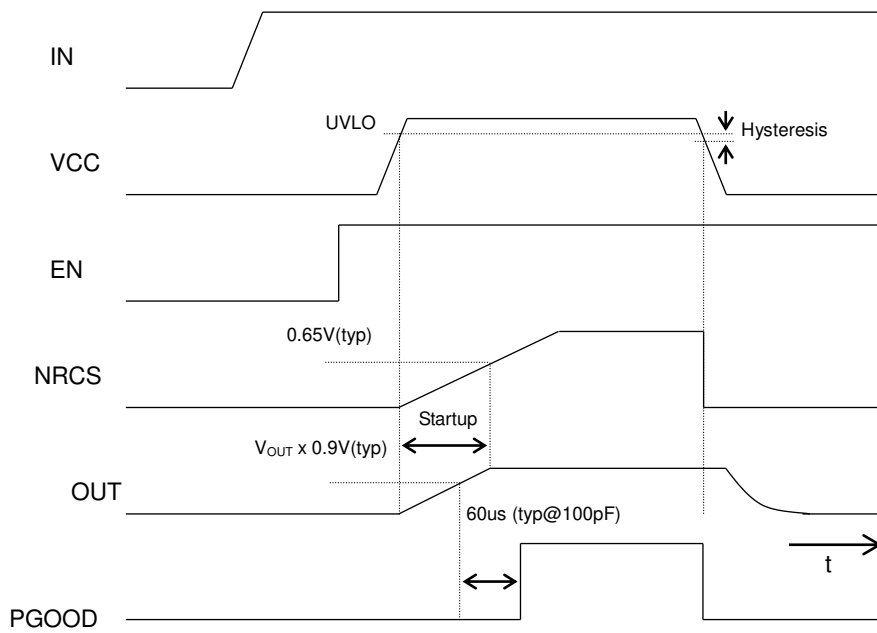 IN
UVLO
Hysteresis
VCC
EN
0.65V(typ)
NRCS
Startup
VOUT x 0.9V(typ)
OUT
60us (typ@100pF)
t
PGOOD